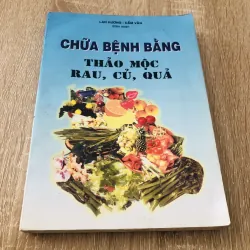 CHỮA BỆNH BẰNG
THẢO MỘC
RAU, CỦ, QUẢ